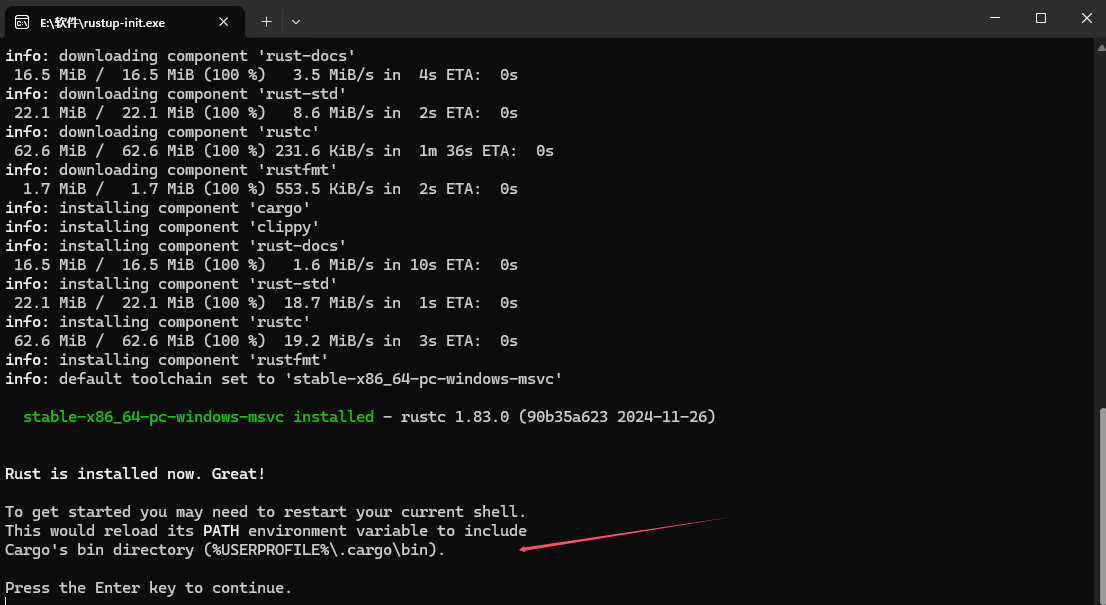 E:\软件\rustup-init.exe
info: downloading component 'rust-docs'
 16.5 MiB /  16.5 MiB (100 %)   3.5 MiB/s in  4s ETA:  0s
info: downloading component 'rust-std'
 22.1 MiB /  22.1 MiB (100 %)   8.6 MiB/s in  2s ETA:  0s
info: downloading component 'rustc'
 62.6 MiB /  62.6 MiB (100 %) 231.6 KiB/s in  1m 36s ETA:  0s
info: downloading component 'rustfmt'
  1.7 MiB /   1.7 MiB (100 %) 553.5 KiB/s in  2s ETA:  0s
info: installing component 'cargo'
info: installing component 'clippy'
info: installing component 'rust-docs'
 16.5 MiB /  16.5 MiB (100 %)   1.6 MiB/s in 10s ETA:  0s
info: installing component 'rust-std'
 22.1 MiB /  22.1 MiB (100 %)  18.7 MiB/s in  1s ETA:  0s
info: installing component 'rustc'
 62.6 MiB /  62.6 MiB (100 %)  19.2 MiB/s in  3s ETA:  0s
info: installing component 'rustfmt'
info: default toolchain set to 'stable-x86_64-pc-windows-msvc'
  stable-x86_64-pc-windows-msvc installed - rustc 1.83.0 (90b35a623 2024-11-26)
Rust is installed now. Great!
To get started you may need to restart your current shell.
This would reload its PATH environment variable to include
Cargo's bin directory (%USERPROFILE%\.cargo\bin).
Press the Enter key to continue.